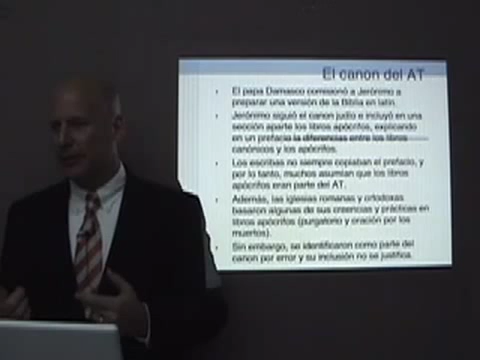 El canon del AT
El papa Damasco comisionó a Jerónimo a
preparar una versión de la Biblia en latín.
Jerónimo siguió el canon judío e incluyó en una
sección aparte los libros apócrifos, explicando
en un prefacio la diferencias entre los libros
canónicos y los apócrifos.
Los escribas no siempre copiaban el prefacio, y
por lo tanto, muchos asumían que los libros
apócrifos eran parte del AT.
Además, las iglesias romanas y ortodoxas
basaron algunas de sus creencias y prácticas en
libros apócrifos (purgatorio y oración por los
muertos).
Sin embargo, se identificaron como parte del
canon por error y su inclusión no se justifica.